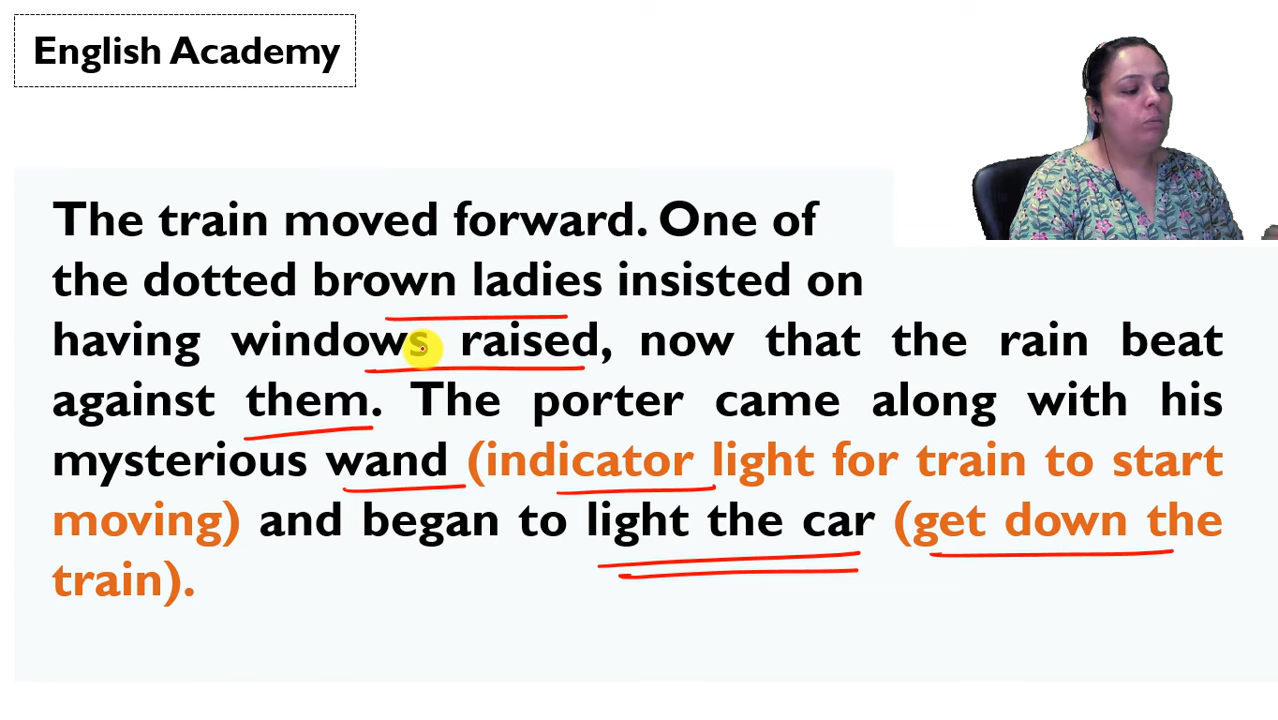 English Academy
The train moved forward. One of
the dotted brown ladies insisted on
having windows raised, now that the rain beat
against them. The porter came along with his
mysterious wand (indicator light for train to start
moving) and began to light the car (get down the
train).